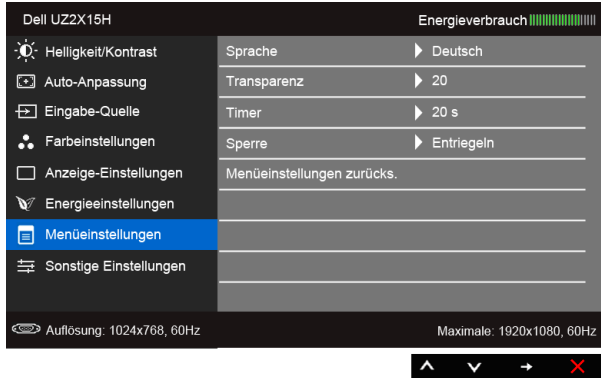 Dell UZ2X15H Energieverbrauch
Helligkeit/Kontrast Sprache Deutsch
Auto-Anpassung Transparenz 20
Eingabe-Quelle Timer 20 s
Farbeinstellungen Sperre Entriegeln
Anzeige-Einstellungen Menüeinstellungen zurücks.
Energieeinstellungen
Menüeinstellungen
Sonstige Einstellungen
Auflösung: 1024x768, 60Hz Maximale: 1920x1080, 60Hz